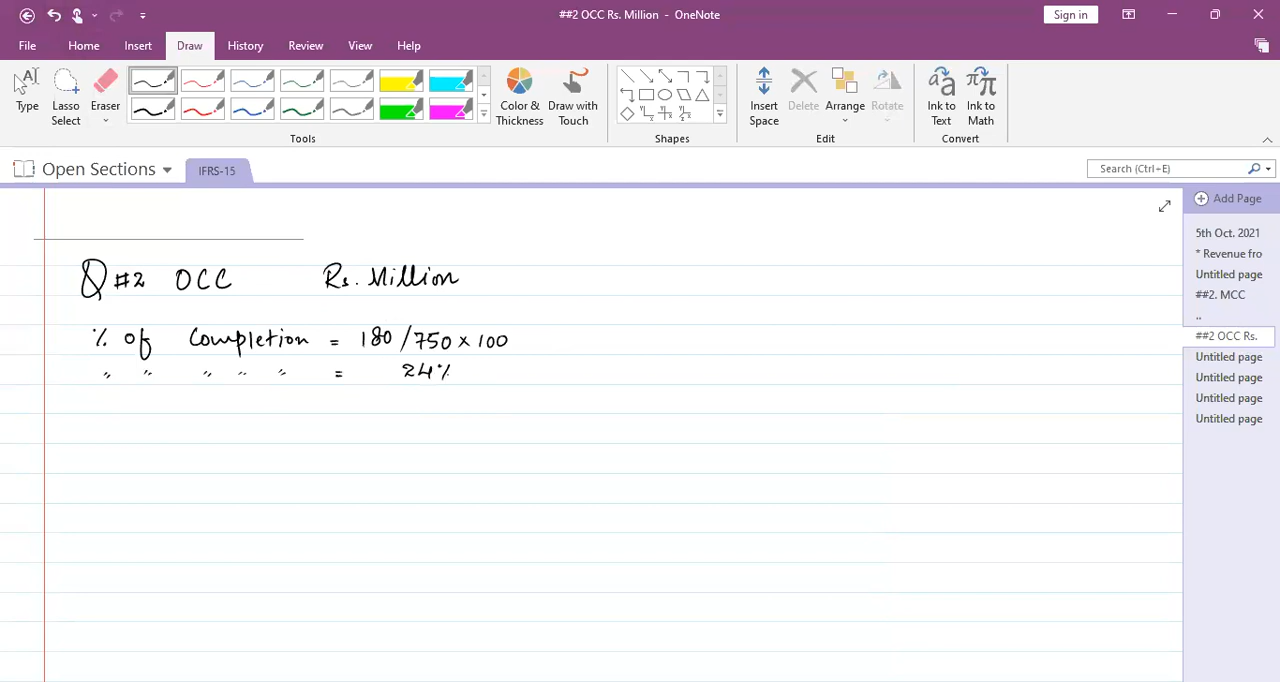 ##2 OCC Rs. Million - OneNote
Sign in
File Home Insert Draw History Review View Help
Type
Lasso Select
Eraser
Color & Thickness
Draw with Touch
Insert Space
Delete
Arrange
Rotate
Ink to Text
Ink to Math
Tools
Shapes
Edit
Convert
Open Sections
IFRS-15
Search (Ctrl+E)
Add Page
5th Oct. 2021
* Revenue fro
Untitled page
##2. MCC
..
##2 OCC Rs.
Untitled page
Untitled page
Untitled page
Untitled page
Q #2 OCC Rs. Million
% of Completion = 180/750 x 100
" " " " " = 24%